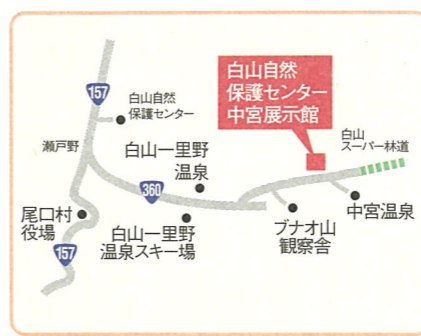 157
白山自然
保護センター
瀬戸野
白山自然
保護センター
中宮展示館
白山
スーパー林道
白山一里野
温泉
360
尾口村
役場
白山一里野
温泉スキー場
ブナオ山
観察舎
中宮温泉
157